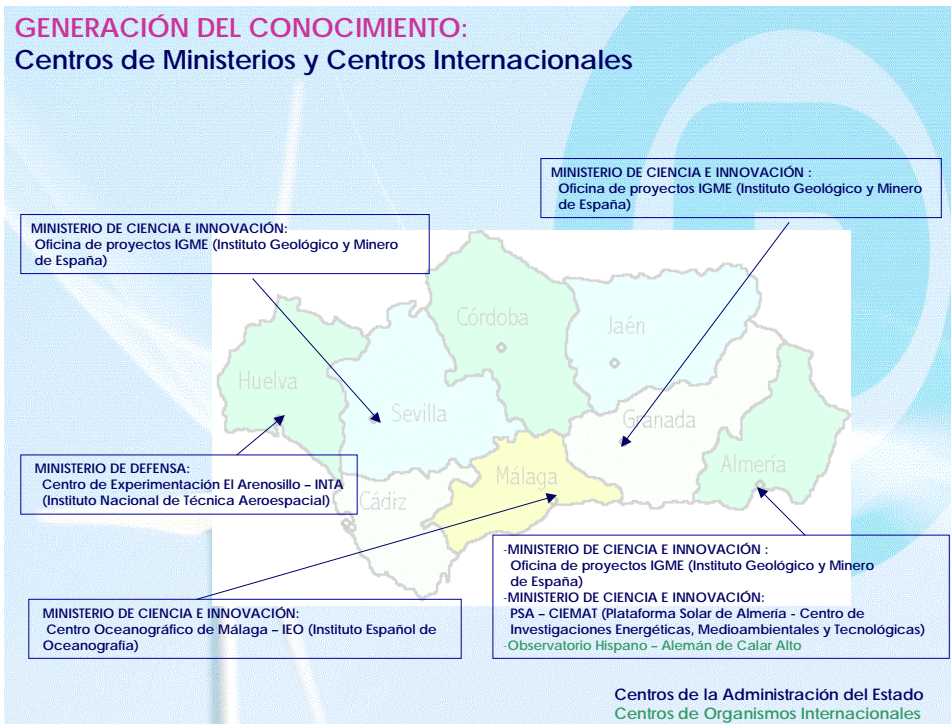 GENERACIÓN DEL CONOCIMIENTO:
Centros de Ministerios y Centros Internacionales
MINISTERIO DE CIENCIA E INNOVACIÓN :
Oficina de proyectos IGME (Instituto Geológico y Minero
de España)
MINISTERIO DE CIENCIA E INNOVACIÓN:
Oficina de proyectos IGME (Instituto Geológico y Minero
de España)
Córdoba
Jaén
Huelva
Sevilla
Granada
Almería
Málaga
Cádiz
MINISTERIO DE DEFENSA:
Centro de Experimentación El Arenosillo – INTA
(Instituto Nacional de Técnica Aeroespacial)
-MINISTERIO DE CIENCIA E INNOVACIÓN :
Oficina de proyectos IGME (Instituto Geológico y Minero
de España)
-MINISTERIO DE CIENCIA E INNOVACIÓN:
PSA – CIEMAT (Plataforma Solar de Almería - Centro de
Investigaciones Energéticas, Medioambientales y Tecnológicas)
-Observatorio Hispano – Alemán de Calar Alto
MINISTERIO DE CIENCIA E INNOVACIÓN:
Centro Oceanográfico de Málaga – IEO (Instituto Español de
Oceanografía)
Centros de la Administración del Estado
Centros de Organismos Internacionales